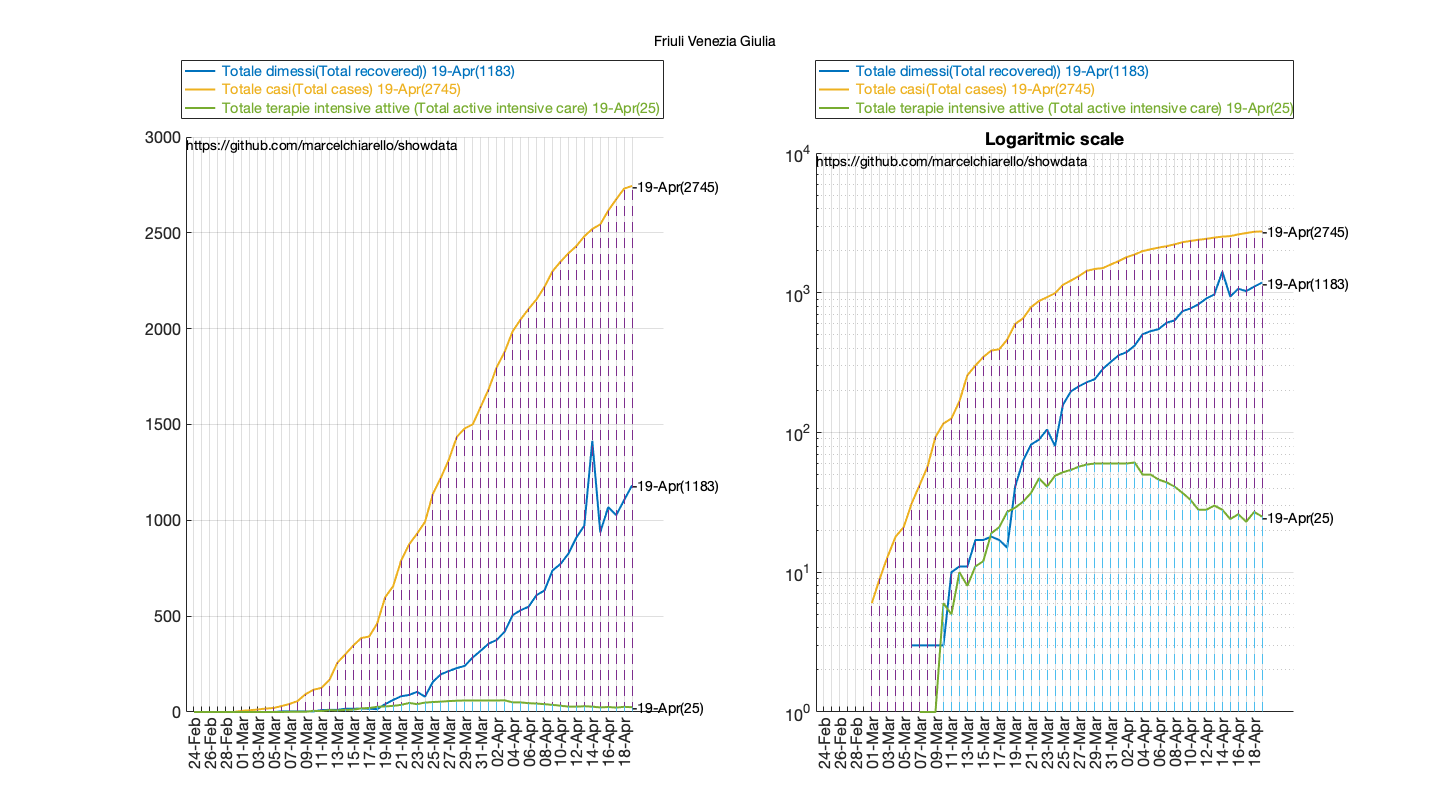 Friuli Venezia Giulia
Totale dimessi(Total recovered)) 19-Apr(1183)
Totale casi(Total cases) 19-Apr(2745)
Totale terapie intensive attive (Total active intensive care) 19-Apr(25)
3000
https://github.com/marcelchiarello/showdata
19-Apr(2745)
2500
2000
1500
19-Apr(1183)
1000
500
19-Apr(25)
0
24-Feb
26-Feb
28-Feb
01-Mar
03-Mar
05-Mar
07-Mar
09-Mar
11-Mar
13-Mar
15-Mar
17-Mar
19-Mar
21-Mar
23-Mar
25-Mar
27-Mar
29-Mar
31-Mar
02-Apr
04-Apr
06-Apr
08-Apr
10-Apr
12-Apr
14-Apr
16-Apr
18-Apr
Totale dimessi(Total recovered)) 19-Apr(1183)
Totale casi(Total cases) 19-Apr(2745)
Totale terapie intensive attive (Total active intensive care) 19-Apr(25)
Logaritmic scale
10^4
https://github.com/marcelchiarello/showdata
19-Apr(2745)
10^3
19-Apr(1183)
10^2
19-Apr(25)
10^1
10^0
24-Feb
26-Feb
28-Feb
01-Mar
03-Mar
05-Mar
07-Mar
09-Mar
11-Mar
13-Mar
15-Mar
17-Mar
19-Mar
21-Mar
23-Mar
25-Mar
27-Mar
29-Mar
31-Mar
02-Apr
04-Apr
06-Apr
08-Apr
10-Apr
12-Apr
14-Apr
16-Apr
18-Apr